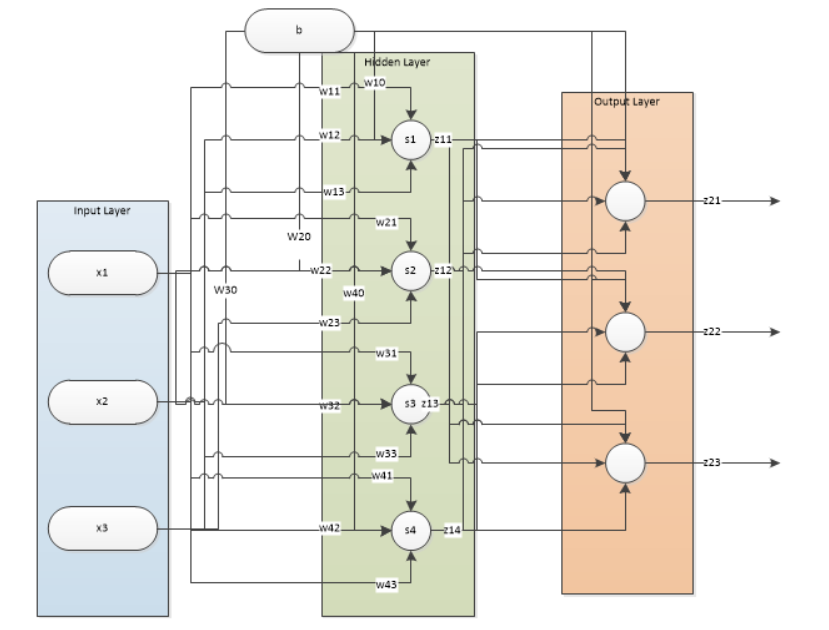 b
Hidden Layer
w10
w11
Output Layer
w12
s1
z11
w13
z21
Input Layer
w21
W20
x1
w22
s2
z12
W30
w40
w23
z22
w31
x2
w32
s3
z13
w33
z23
w41
x3
w42
s4
z14
w43